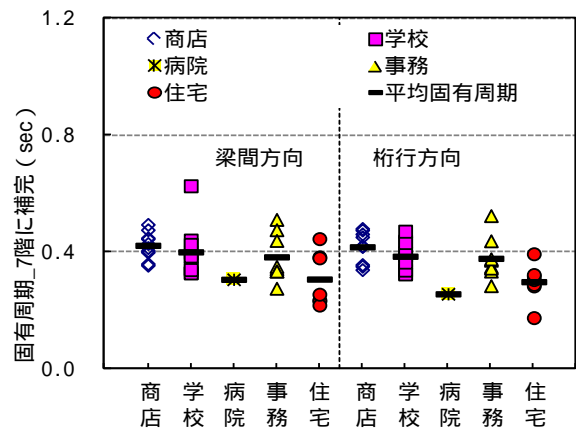 固有周期_7階に補完（sec）
1.2
0.8
0.4
0.0
商店
学校
病院
事務
住宅
平均固有周期
梁間方向
桁行方向
商店
学校
病院
事務
住宅
商店
学校
病院
事務
住宅